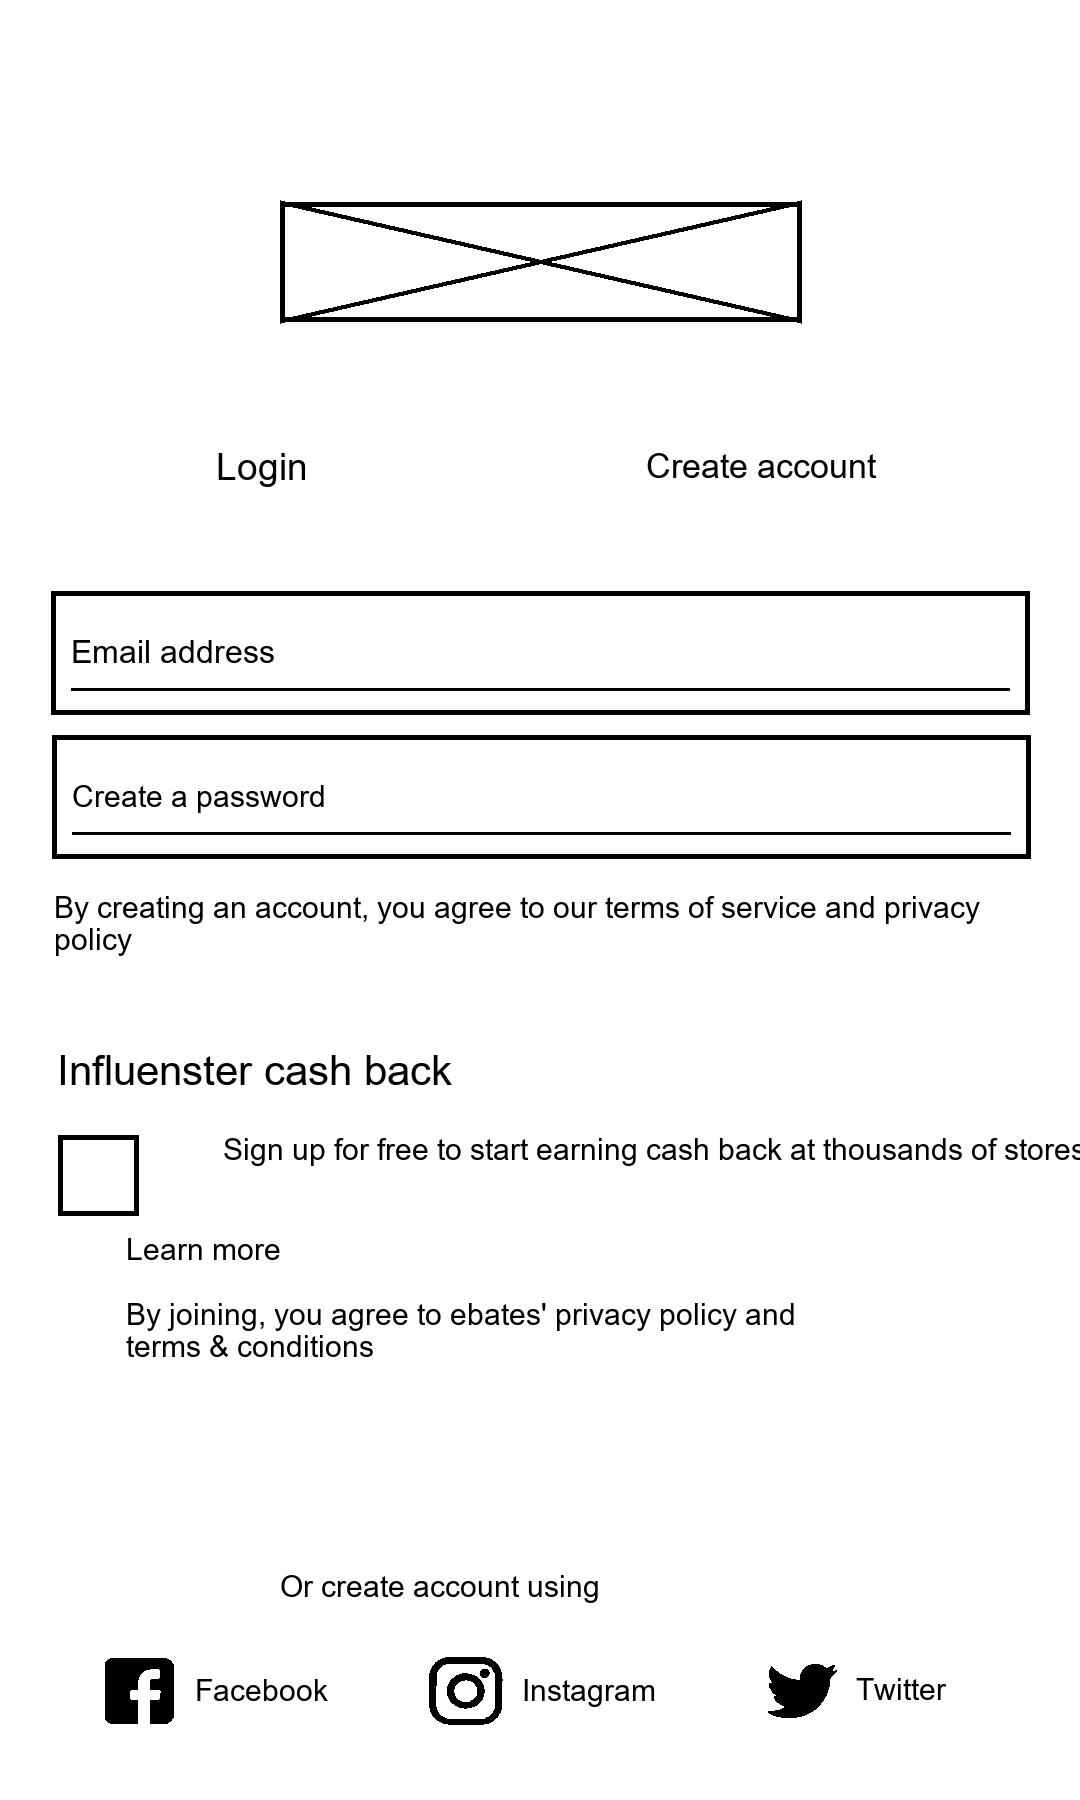 Login
Create account
Email address
Create a password
By creating an account, you agree to our terms of service and privacy
policy
Influenster cash back
Sign up for free to start earning cash back at thousands of stores
Learn more
By joining, you agree to ebates' privacy policy and
terms & conditions
Or create account using
Facebook
Instagram
Twitter